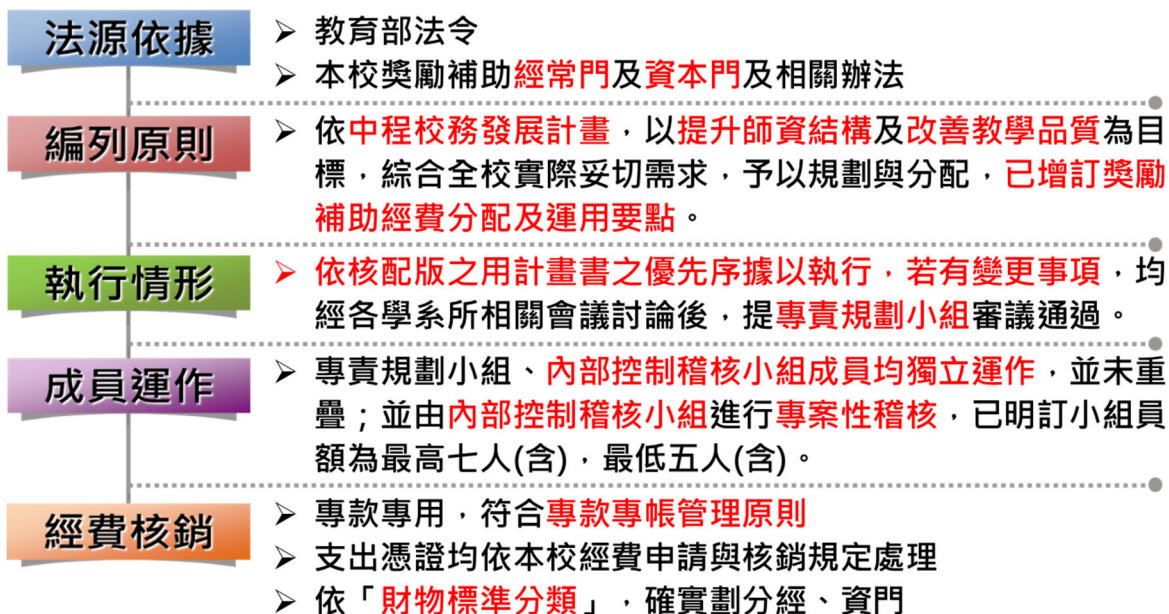 法源依據
➢ 教育部法令
➢ 本校獎勵補助經常門及資本門及相關辦法
編列原則
➢ 依中程校務發展計畫，以提升師資結構及改善教學品質為目
標，綜合全校實際妥切需求，予以規劃與分配，已增訂獎勵
補助經費分配及運用要點。
執行情形
➢ 依核配版之用計畫書之優先序據以執行，若有變更事項，均
經各學系所相關會議討論後，提專責規劃小組審議通過。
成員運作
➢ 專責規劃小組、內部控制稽核小組成員均獨立運作，並未重
疊；並由內部控制稽核小組進行專案性稽核，已明訂小組員
額為最高七人(含)，最低五人(含)。
經費核銷
➢ 專款專用，符合專款專帳管理原則
➢ 支出憑證均依本校經費申請與核銷規定處理
➢ 依「財物標準分類」，確實劃分經、資門